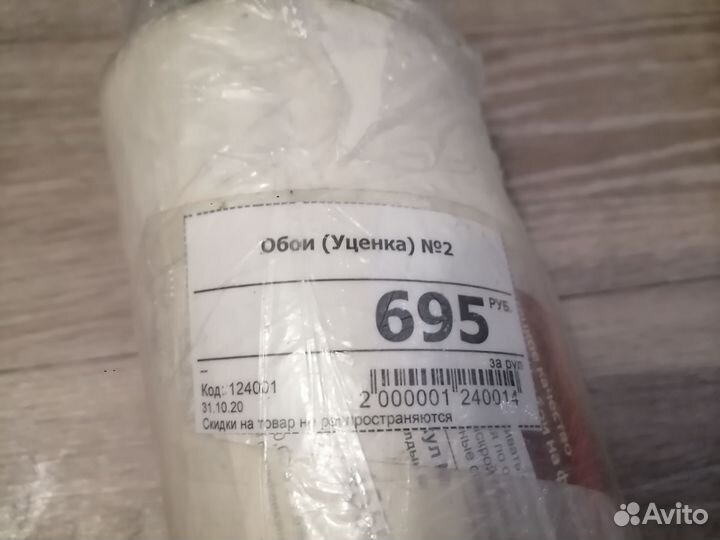 Обои (Уценка) №2
695 РУБ.
за рул
Код: 124001
31.10.20
2 000001 240014
Скидки на товар не распространяются
качество
Avito